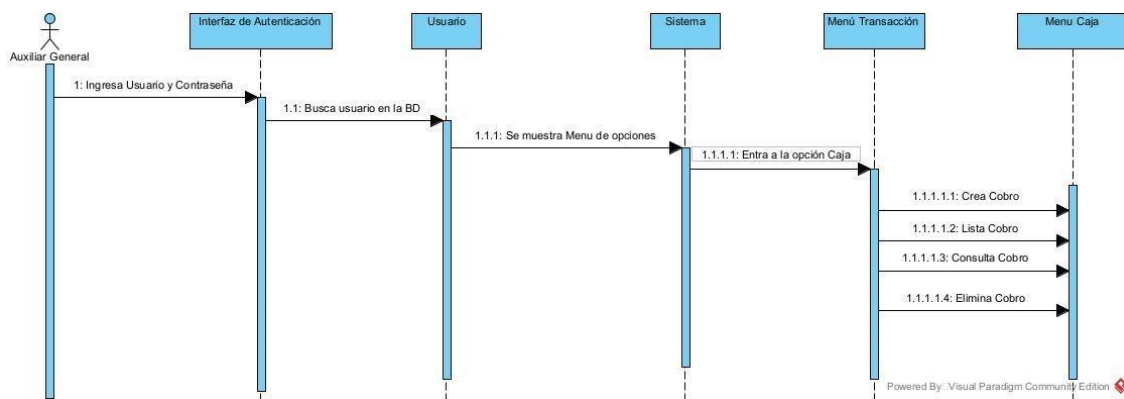 Interfaz de Autenticación
Usuario
Sistema
Menú Transacción
Menu Caja
Auxiliar General
1: Ingresa Usuario y Contraseña
1.1: Busca usuario en la BD
1.1.1: Se muestra Menu de opciones
1.1.1.1: Entra a la opción Caja
1.1.1.1.1: Crea Cobro
1.1.1.1.2: Lista Cobro
1.1.1.1.3: Consulta Cobro
1.1.1.1.4: Elimina Cobro
Powered By Visual Paradigm Community Edition